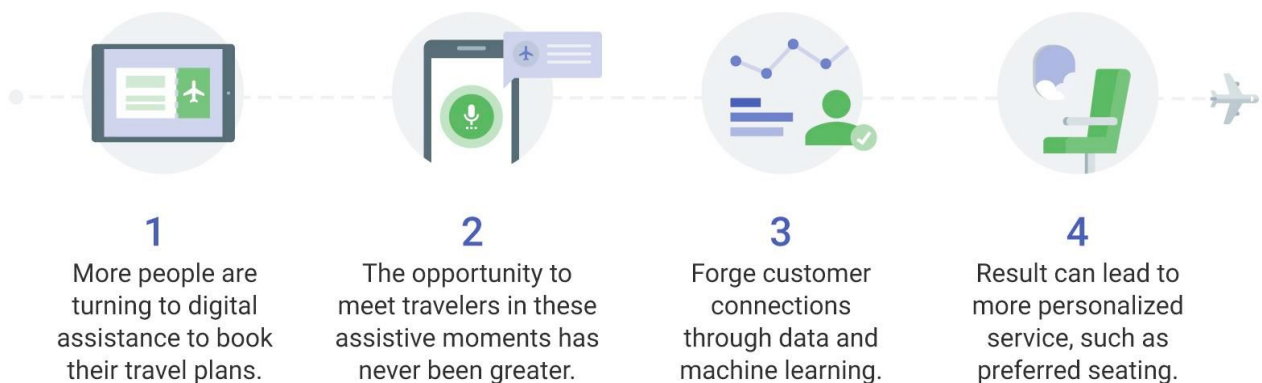 1
More people are
turning to digital
assistance to book
their travel plans.
2
The opportunity to
meet travelers in these
assistive moments has
never been greater.
3
Forge customer
connections
through data and
machine learning.
4
Result can lead to
more personalized
service, such as
preferred seating.